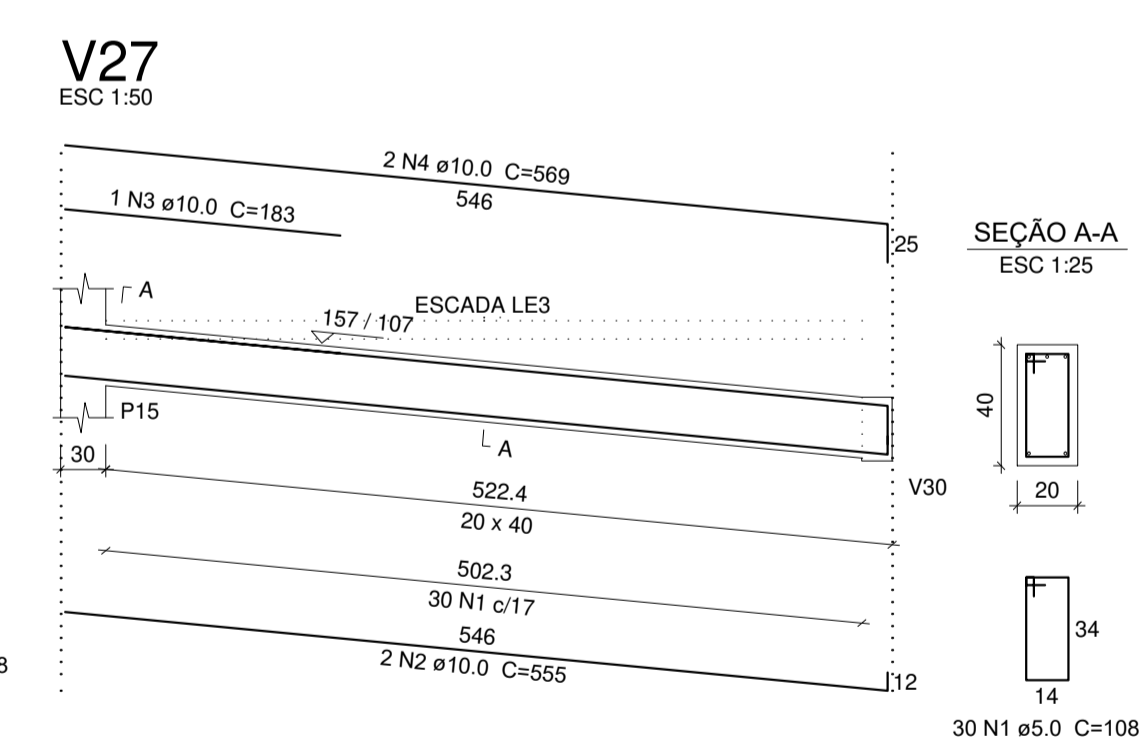 V27
ESC 1:50
2 N4 ø10.0 C=569
546
1 N3 ø10.0 C=183
25
SEÇÃO A-A
ESC 1:25
A
ESCADA LE3
157 / 107
P15
A
40
20
30
522.4
20 x 40
V30
502.3
30 N1 c/17
546
2 N2 ø10.0 C=555
12
8
34
14
30 N1 ø5.0 C=108